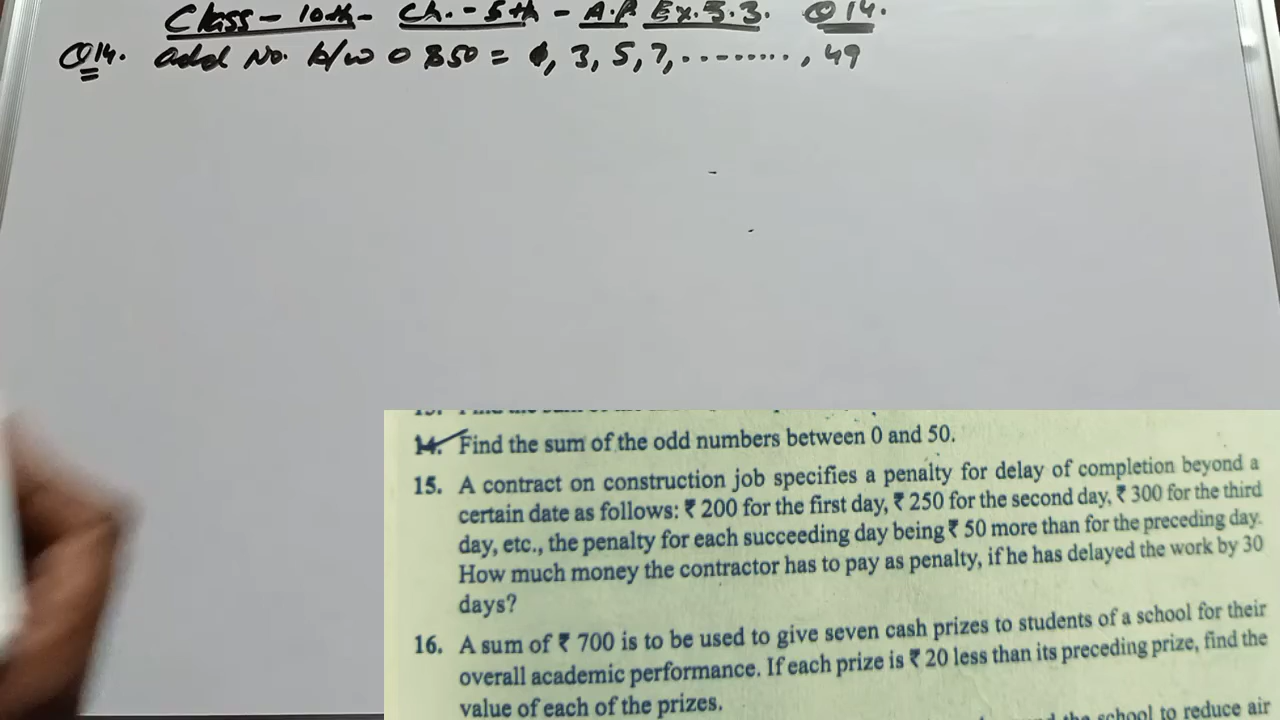 Class - 10th - Ch. - 5th - A.P Ex. 5.3. Q 14.
Q14. odd No. b/w 0 & 50 = 1, 3, 5, 7, ........., 49
14. Find the sum of the odd numbers between 0 and 50.
15. A contract on construction job specifies a penalty for delay of completion beyond a
certain date as follows: ₹ 200 for the first day, ₹ 250 for the second day, ₹ 300 for the third
day, etc., the penalty for each succeeding day being ₹ 50 more than for the preceding day.
How much money the contractor has to pay as penalty, if he has delayed the work by 30
days?
16. A sum of ₹ 700 is to be used to give seven cash prizes to students of a school for their
overall academic performance. If each prize is ₹ 20 less than its preceding prize, find the
value of each of the prizes.
the school to reduce air